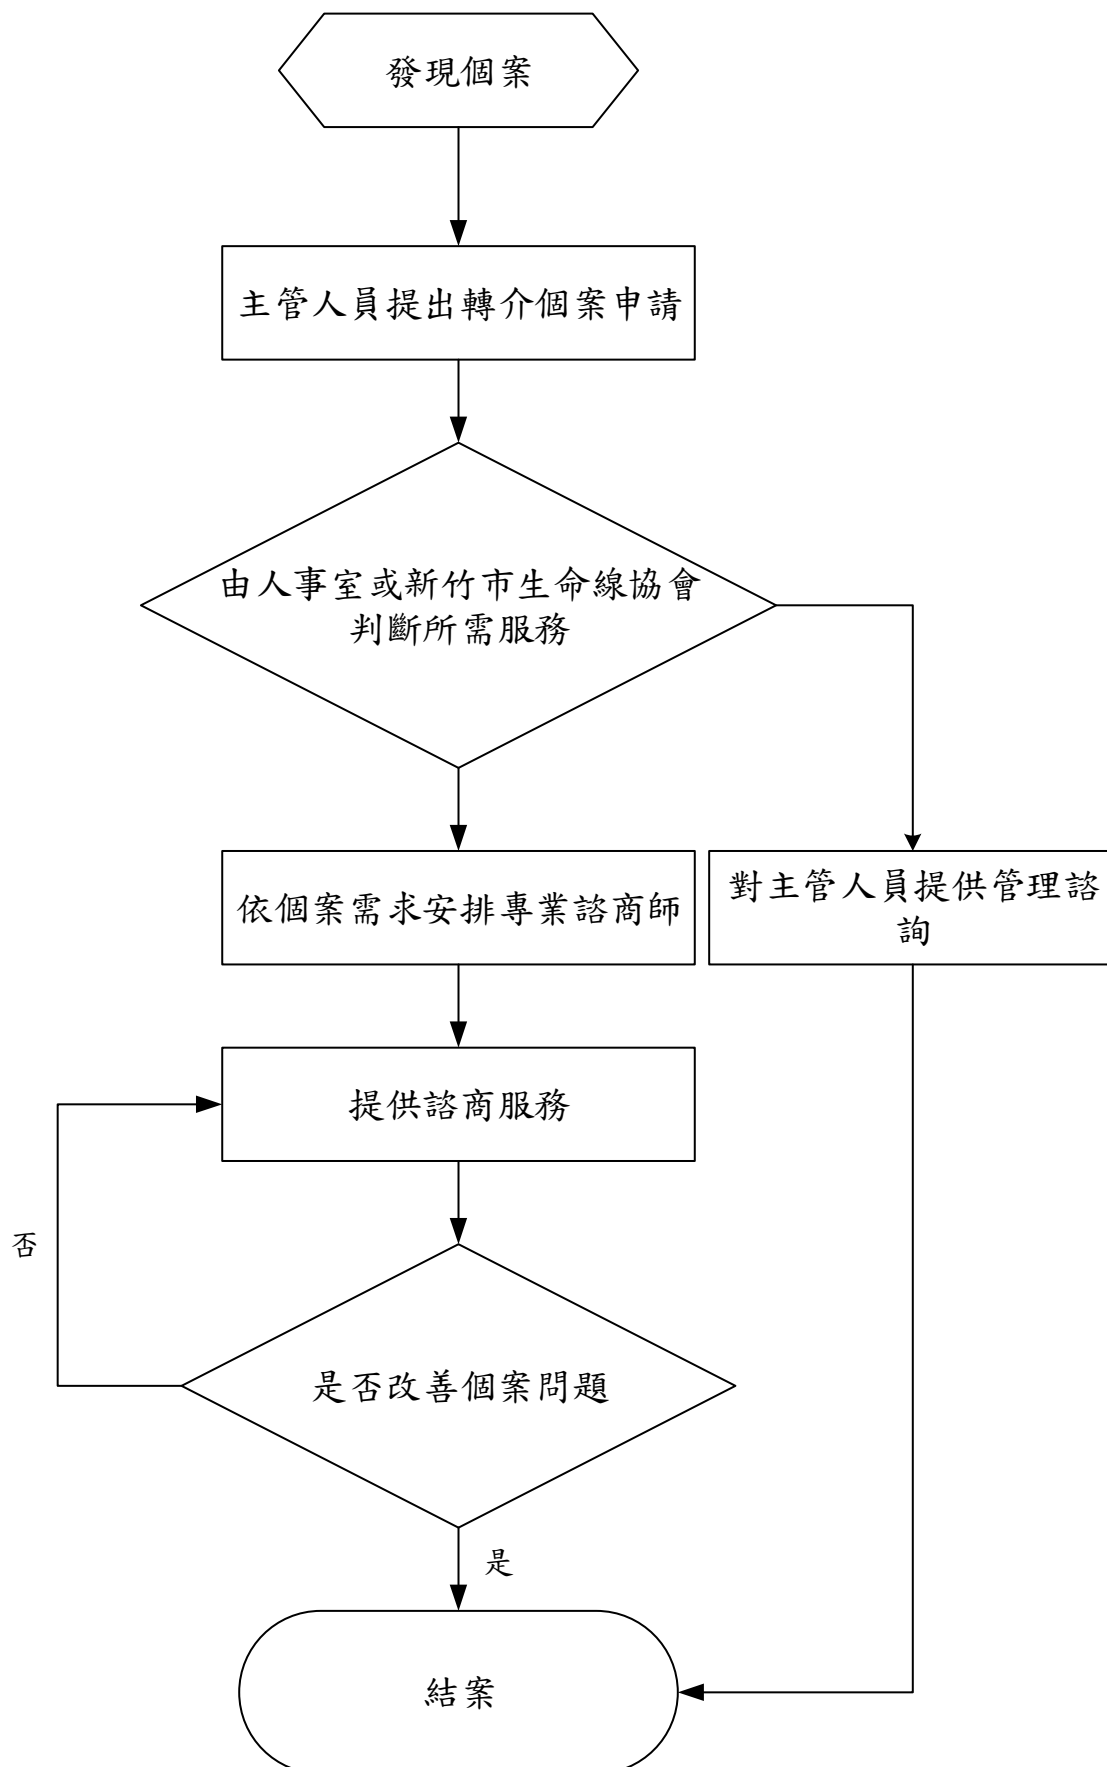 發現個案
主管人員提出轉介個案申請
由人事室或新竹市生命線協會
判斷所需服務
依個案需求安排專業諮商師
對主管人員提供管理諮
詢
提供諮商服務
否
是否改善個案問題
是
結案